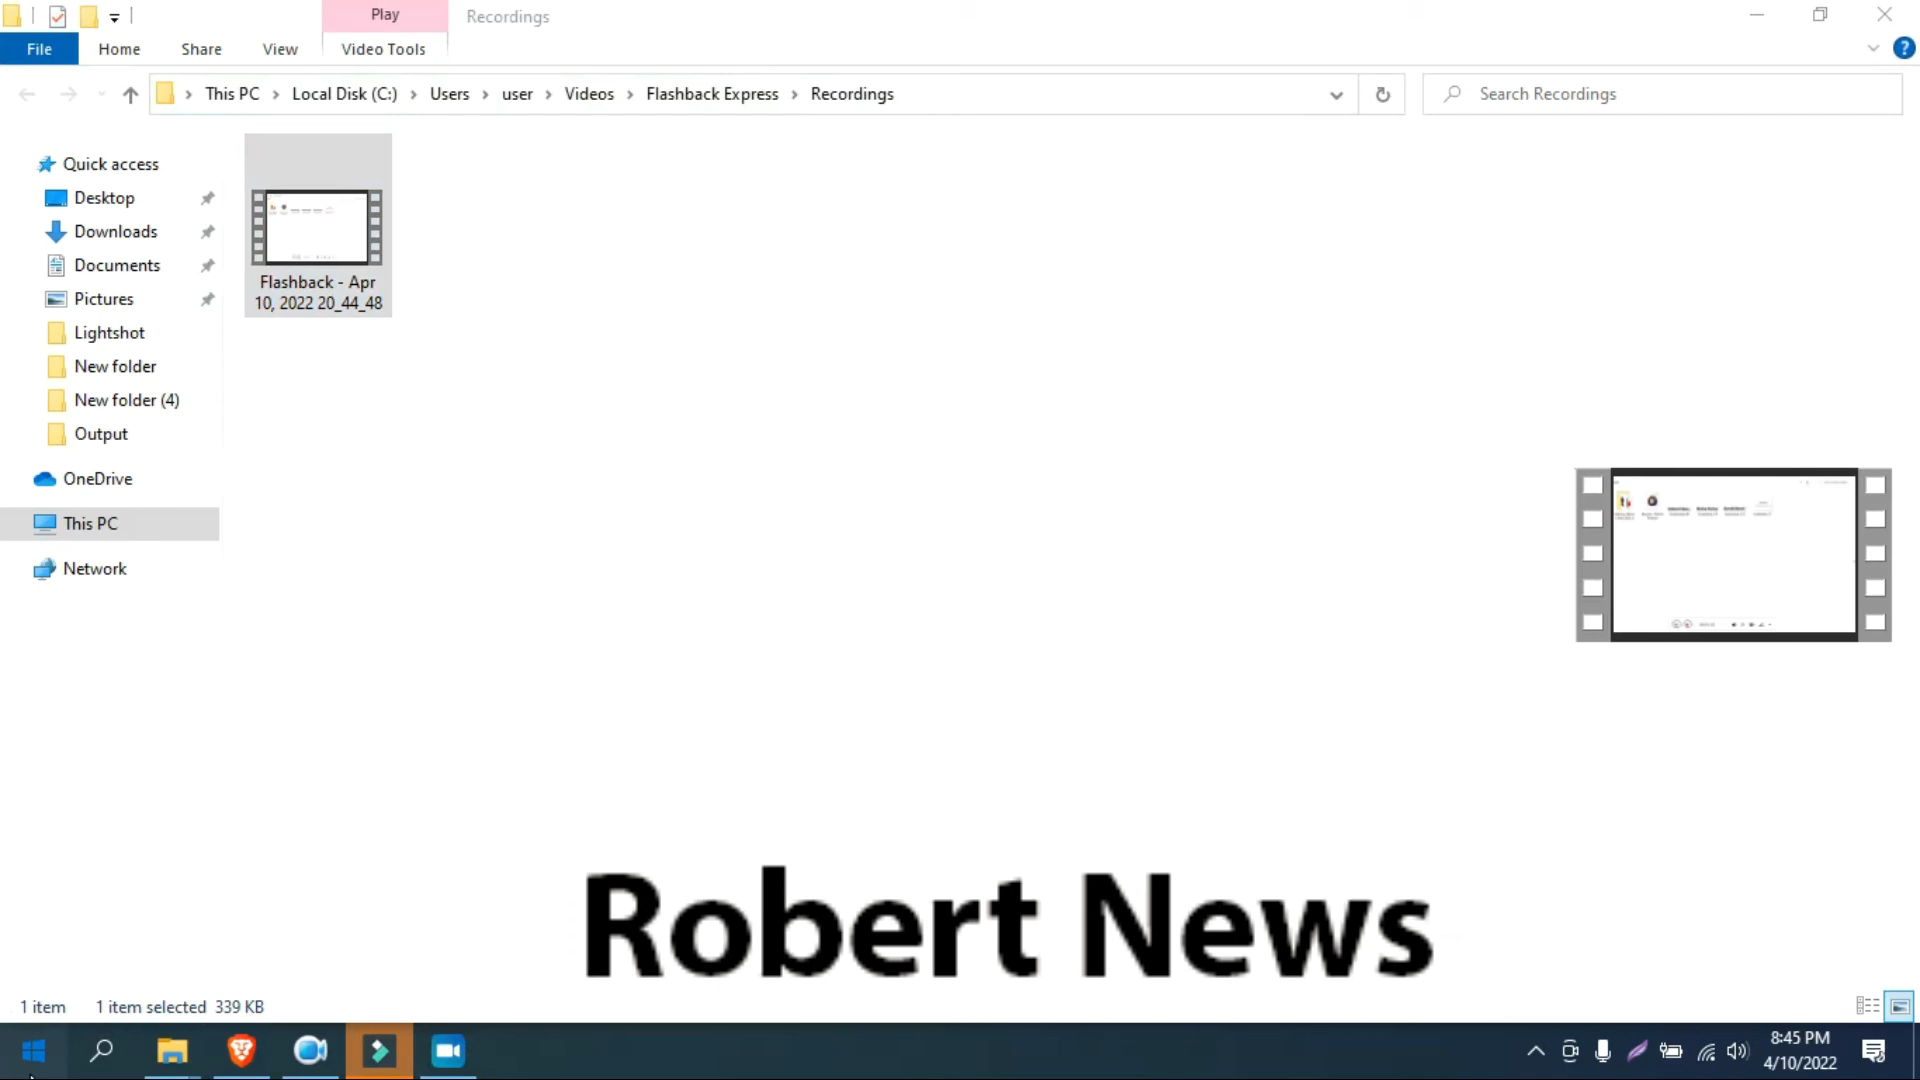 Play
Recordings
File
Home
Share
View
Video Tools
This PC
Local Disk (C:)
Users
user
Videos
Flashback Express
Recordings
Search Recordings
Quick access
Desktop
Downloads
Documents
Pictures
Lightshot
New folder
New folder (4)
Output
OneDrive
This PC
Network
Flashback - Apr
10, 2022 20_44_48
Robert News
1 item
1 item selected 339 KB
8:45 PM
4/10/2022